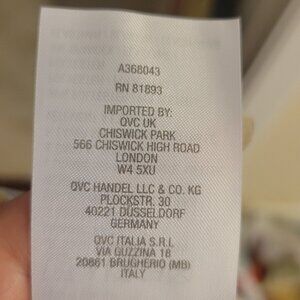 A368043
RN 81893
IMPORTED BY:
QVC UK
CHISWICK PARK
566 CHISWICK HIGH ROAD
LONDON
W4 5XU
QVC HANDEL LLC & CO. KG
PLOCKSTR. 30
40221 DÜSSELDORF
GERMANY
QVC ITALIA S.R.L
VIA GUZZINA 18
20861 BRUGHERIO (MB)
ITALY